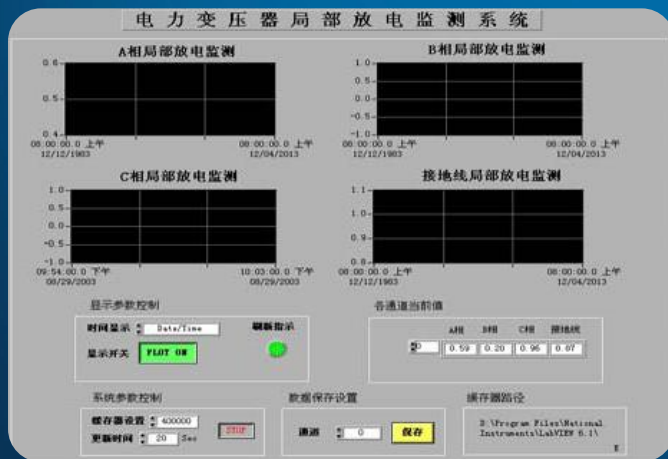 电力变压器局部放电监测系统
A相局部放电监测
B相局部放电监测
0.6
0.5
0.4
08:00:00.0 上午
12/12/1983
08:00:00.0 上午
12/04/2013
1.0
0.5
0.0
-0.5
-1.0
08:00:00.0 上午
12/12/1983
08:00:00.0 上午
12/04/2013
C相局部放电监测
接地线局部放电监测
1.0
0.5
0.0
-0.5
-1.0
09:54:00.0 下午
08/29/2003
10:03:00.0 下午
08/29/2003
1.1
1.0
0.9
0.8
08:00:00.0 上午
12/12/1983
08:00:00.0 上午
12/04/2013
显示参数控制
时间显示 Date/Time
刷新指示
显示开关 PLOT ON
各通道当前值
A相 B相 C相 接地线
0 0.59 0.20 0.96 0.87
系统参数控制
缓存器设置 400000
更新时间 20 Sec
STOP
数据保存设置
通道 0 保存
缓存器路径
D:\Program Files\National
Instruments\LabVIEW 6.1\